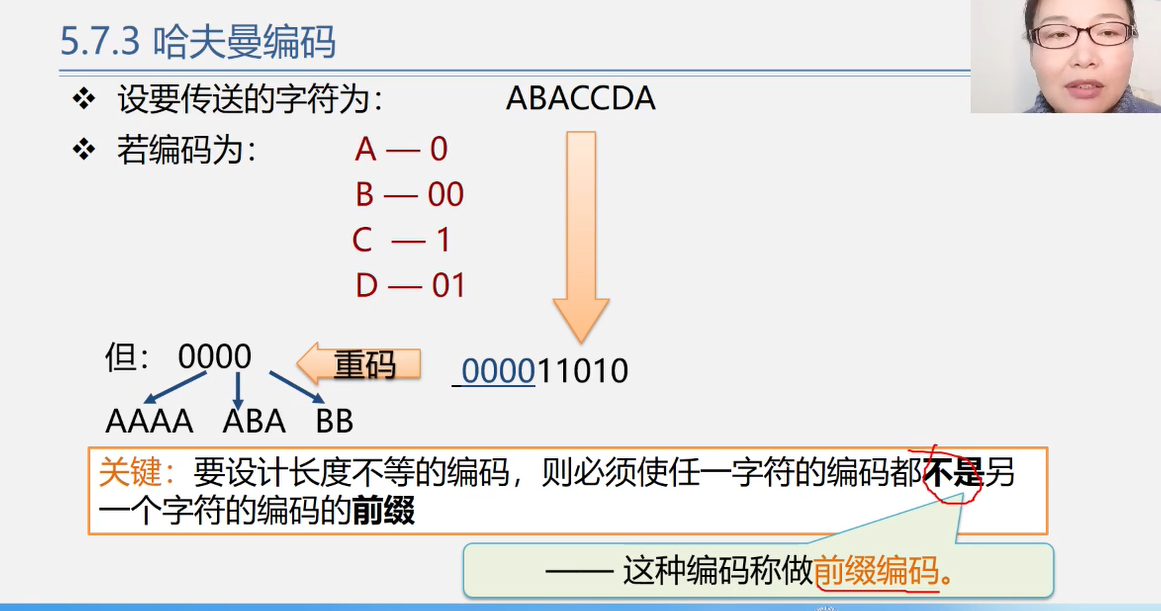 5.7.3 哈夫曼编码
❖ 设要传送的字符为： ABACCDA
❖ 若编码为： A — 0
B — 00
C — 1
D — 01
但： 0000 重码 000011010
AAAA ABA BB
关键：要设计长度不等的编码，则必须使任一字符的编码都不是另
一个字符的编码的前缀
—— 这种编码称做前缀编码。